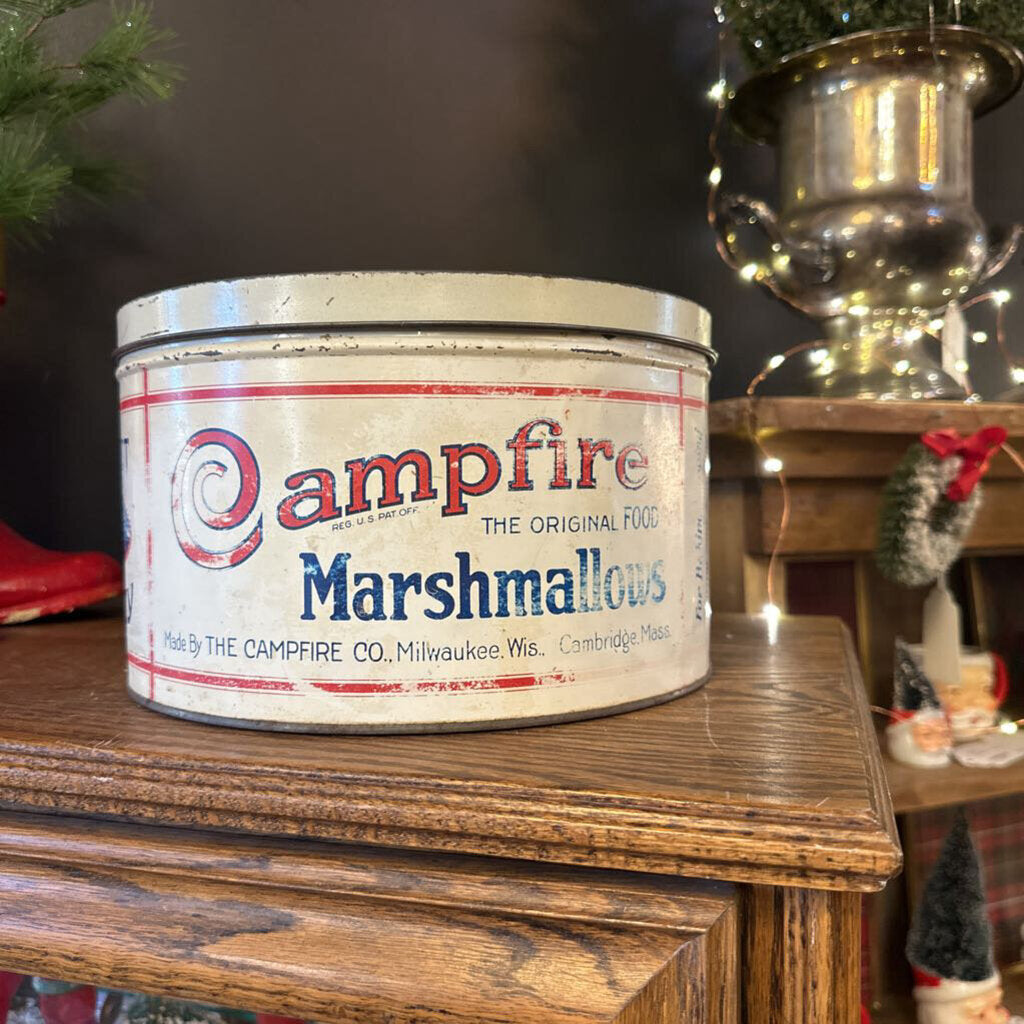 Campfire
REG. U.S. PAT. OFF.
THE ORIGINAL FOOD
Marshmallows
Made By THE CAMPFIRE CO., Milwaukee, Wis., Cambridge, Mass.